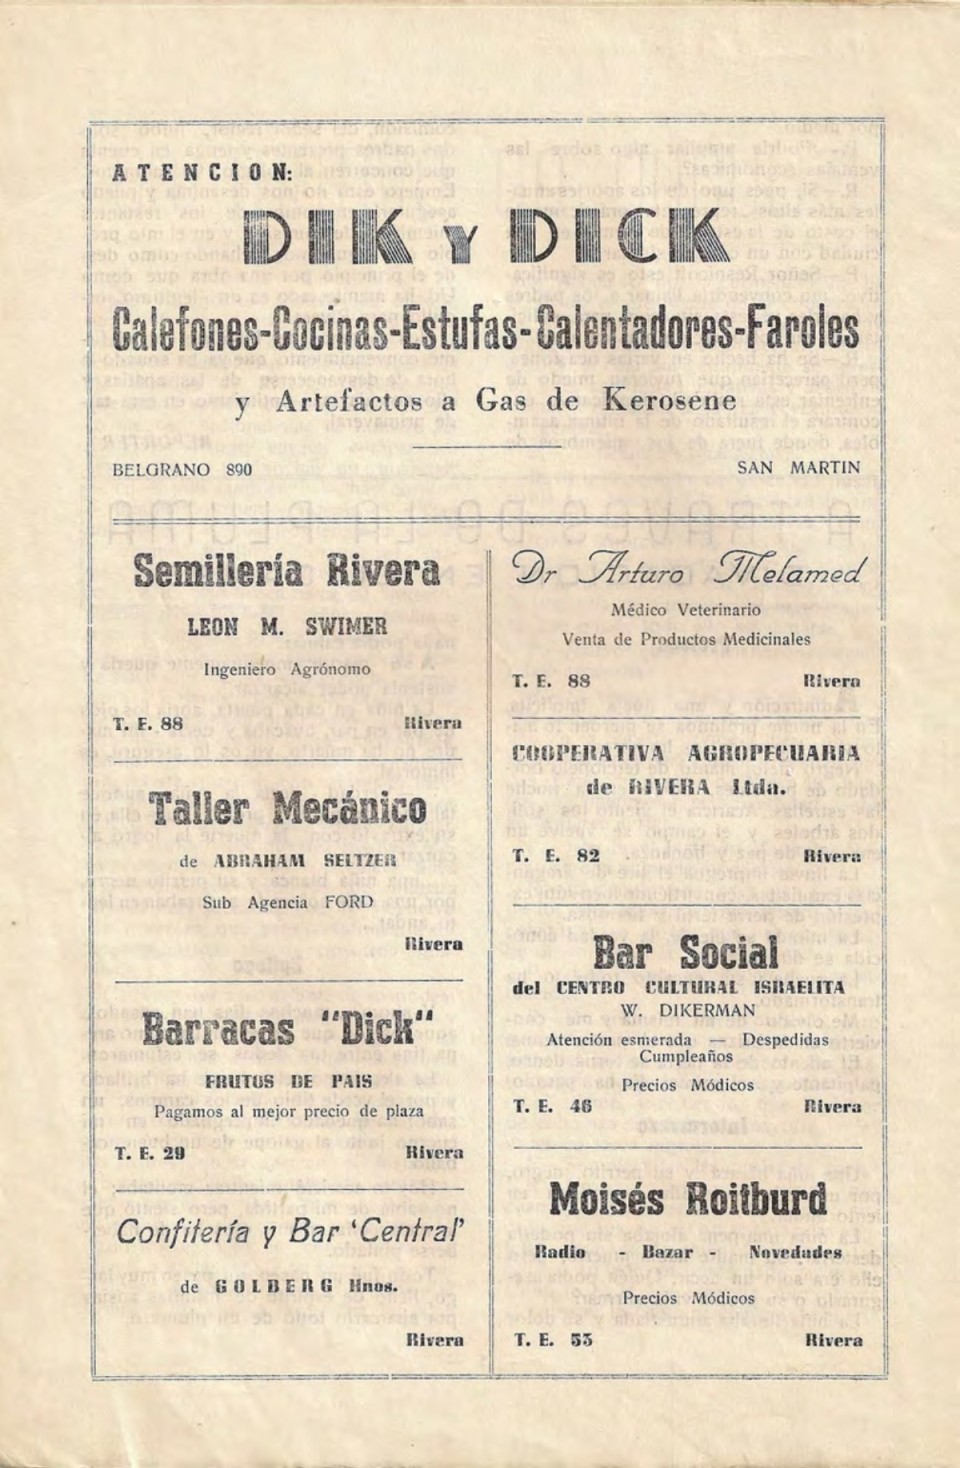 ATENCION:
DIK Y DICK
Calefones-Cocinas-Estufas-Calentadores-Faroles
y Artefactos a Gas de Kerosene
BELGRANO 890 SAN MARTIN
Semillería Rivera
LEON M. SWIMER
Ingeniero Agrónomo
T. E. 88 Rivera
Taller Mecánico
de ABRAHAM SELTZER
Sub Agencia FORD
Rivera
Barracas "Dick"
FRUTOS DE PAIS
Pagamos al mejor precio de plaza
T. E. 29 Rivera
Confitería y Bar 'Central'
de GOLBERG Hnos.
Rivera
Dr Arturo Melamed
Médico Veterinario
Venta de Productos Medicinales
T. E. 88 Rivera
COOPERATIVA AGROPECUARIA
de RIVERA Ltda.
T. E. 82 Rivera
Bar Social
del CENTRO CULTURAL ISRAELITA
W. DIKERMAN
Atención esmerada — Despedidas
Cumpleaños
Precios Módicos
T. E. 46 Rivera
Moisés Roitburd
Radio - Bazar - Novedades
Precios Módicos
T. E. 53 Rivera